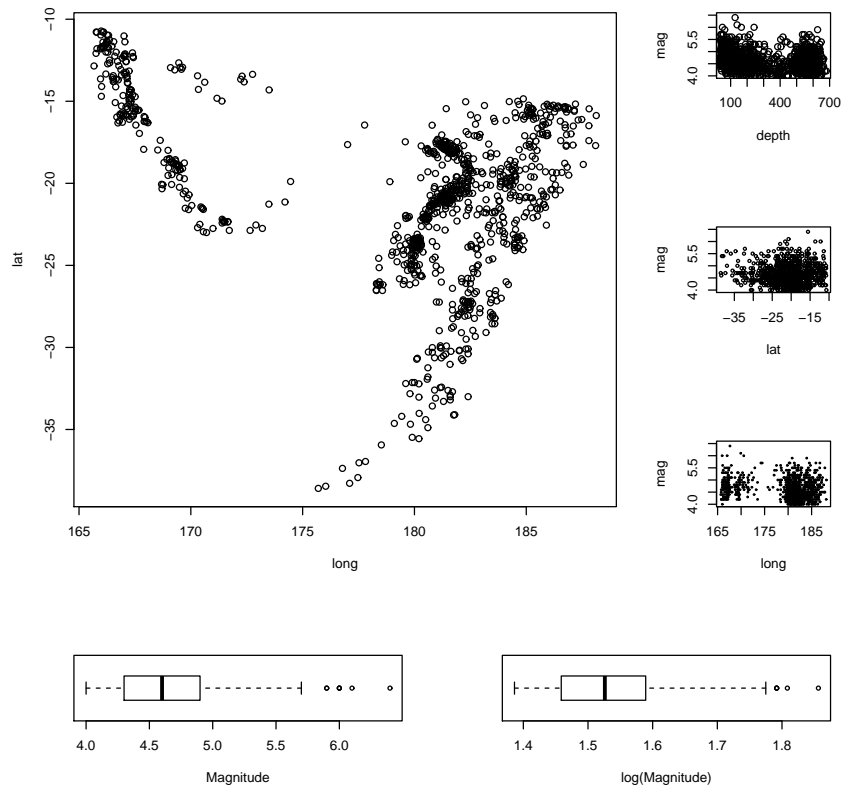 −10
−15
−20
−25
−30
−35
lat
165 170 175 180 185
long
4.0 5.5
mag
100 400 700
depth
4.0 5.5
mag
−35 −25 −15
lat
4.0 5.5
mag
165 175 185
long
4.0 4.5 5.0 5.5 6.0
Magnitude
1.4 1.5 1.6 1.7 1.8
log(Magnitude)